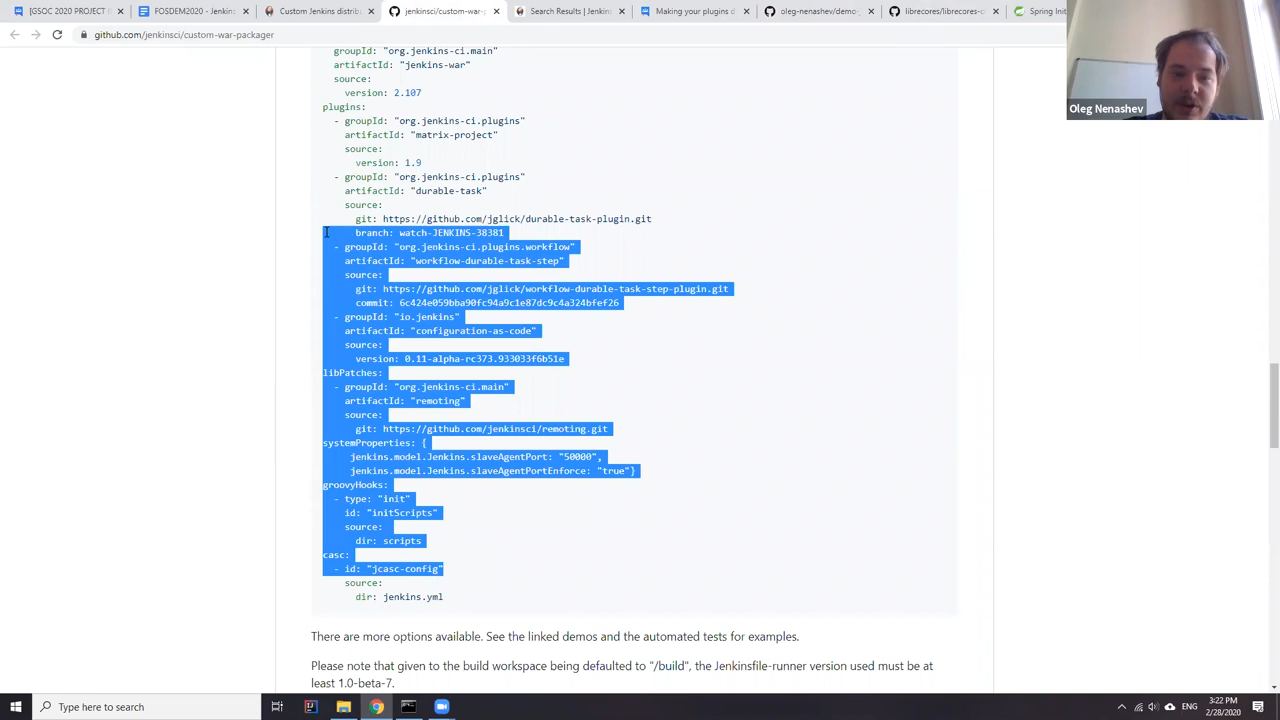 [GSOC 2020 PROJECT
FOSDEM2020 - Jenkins
Custom Jenkins distrib
jenkinsci/custom-war-p
Search Results | Jenkins
Making your plugins d
oleg-nenashev/demo-
librecores/librecores-c
Spring Init
github.com/jenkinsci/custom-war-packager
Oleg Nenashev
groupId: "org.jenkins-ci.main"
artifactId: "jenkins-war"
source:
version: 2.107
plugins:
- groupId: "org.jenkins-ci.plugins"
artifactId: "matrix-project"
source:
version: 1.9
- groupId: "org.jenkins-ci.plugins"
artifactId: "durable-task"
source:
git: https://github.com/jglick/durable-task-plugin.git
branch: watch-JENKINS-38381
- groupId: "org.jenkins-ci.plugins.workflow"
artifactId: "workflow-durable-task-step"
source:
git: https://github.com/jglick/workflow-durable-task-step-plugin.git
commit: 6c424e059bba90fc94a9c1e87dc9c4a324bfef26
- groupId: "io.jenkins"
artifactId: "configuration-as-code"
source:
version: 0.11-alpha-rc373.933033f6b51e
libPatches:
- groupId: "org.jenkins-ci.main"
artifactId: "remoting"
source:
git: https://github.com/jenkinsci/remoting.git
systemProperties: {
jenkins.model.Jenkins.slaveAgentPort: "50000",
jenkins.model.Jenkins.slaveAgentPortEnforce: "true"}
groovyHooks:
- type: "init"
id: "initScripts"
source:
dir: scripts
casc:
- id: "jcasc-config"
source:
dir: jenkins.yml
There are more options available. See the linked demos and the automated tests for examples.
Please note that given to the build workspace being defaulted to "/build", the Jenkinsfile-runner version used must be at
least 1.0-beta-7.
Type here to search
ENG
3:22 PM
2/28/2020